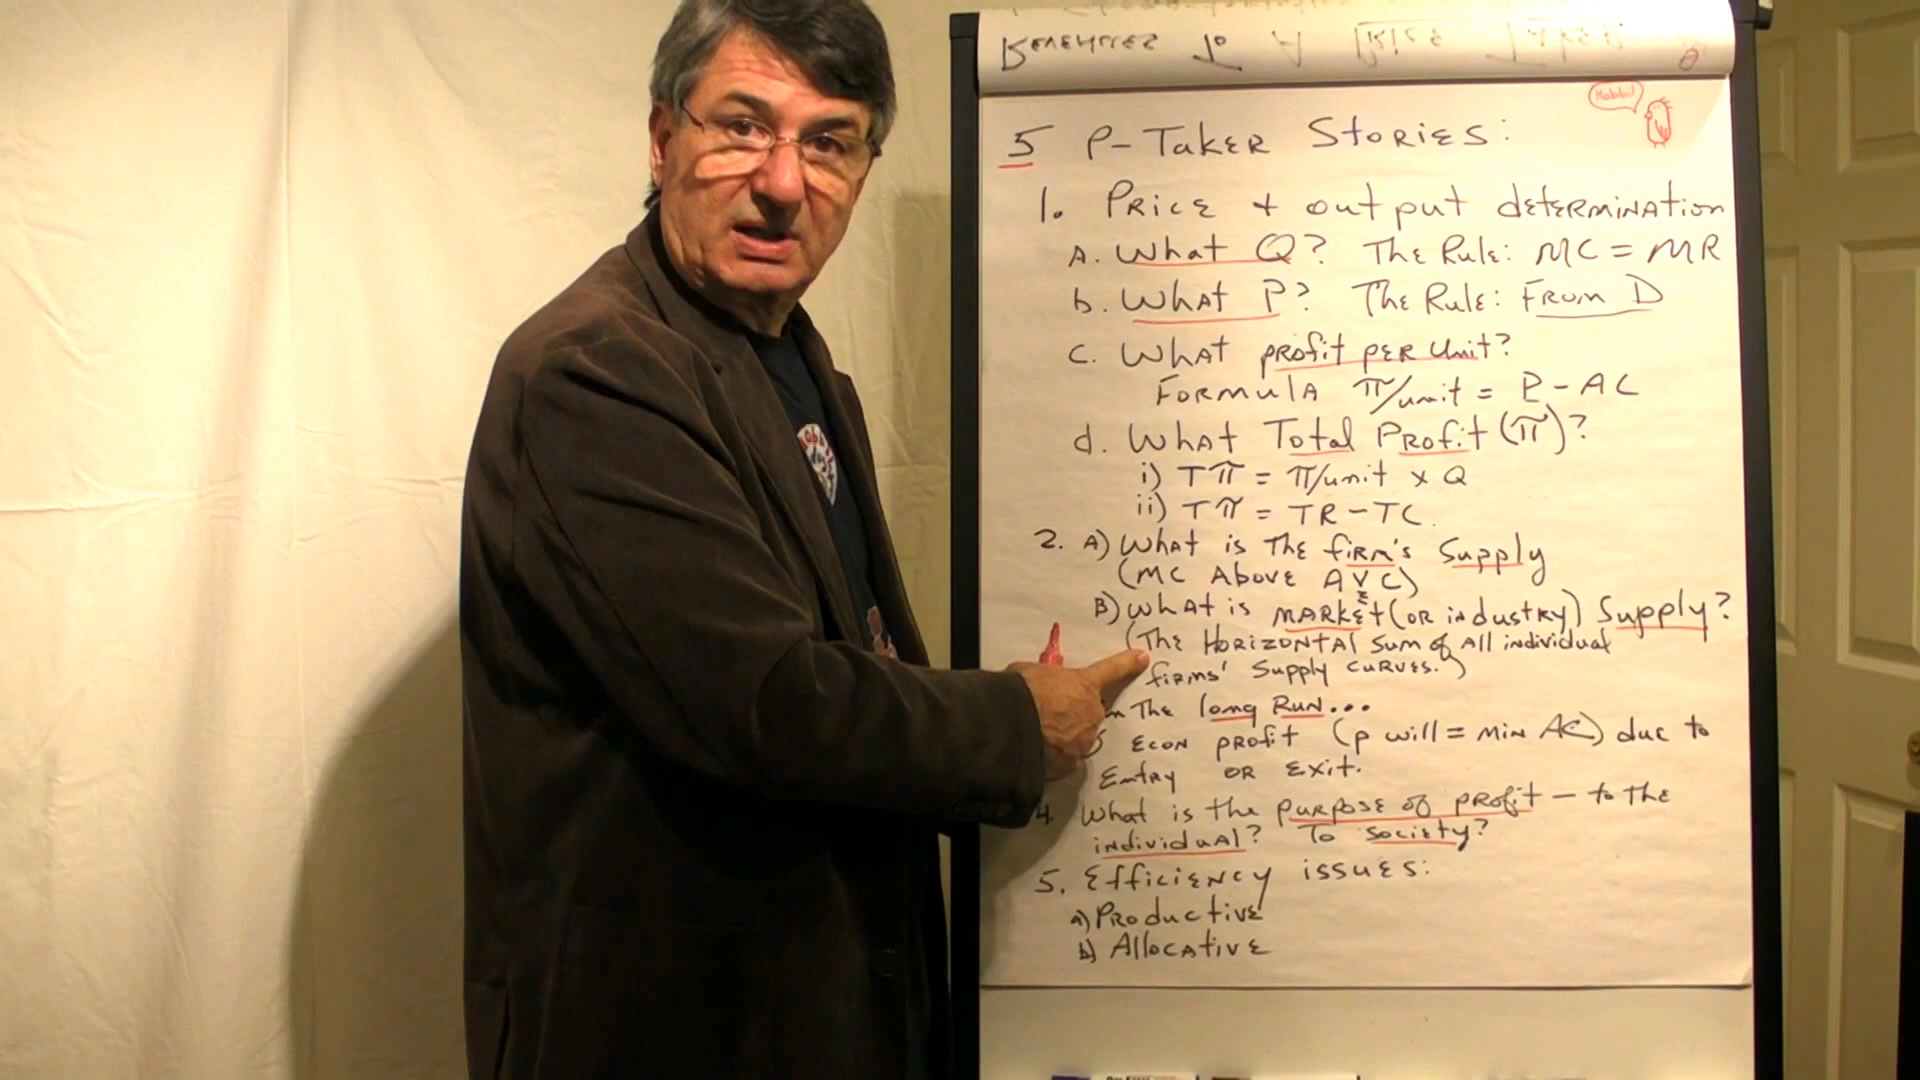 5 P-Taker Stories:
Mabbu!
1. Price + output determination
A. What Q? The Rule: MC = MR
b. What P? The Rule: From D
c. What profit per unit?
Formula π/unit = P - AC
d. What Total Profit (π)?
i) Tπ = π/unit x Q
ii) Tπ = TR - TC.
2. A) What is the firm's Supply
(MC Above AVC)
B) What is market (or industry) Supply?
(The Horizontal sum of all individual
firms' Supply curves.)
The long Run...
Econ profit (p will = min AC) due to
Entry or Exit.
4. What is the purpose of profit - to the
individual? To society?
5. Efficiency issues:
a) Productive
b) Allocative